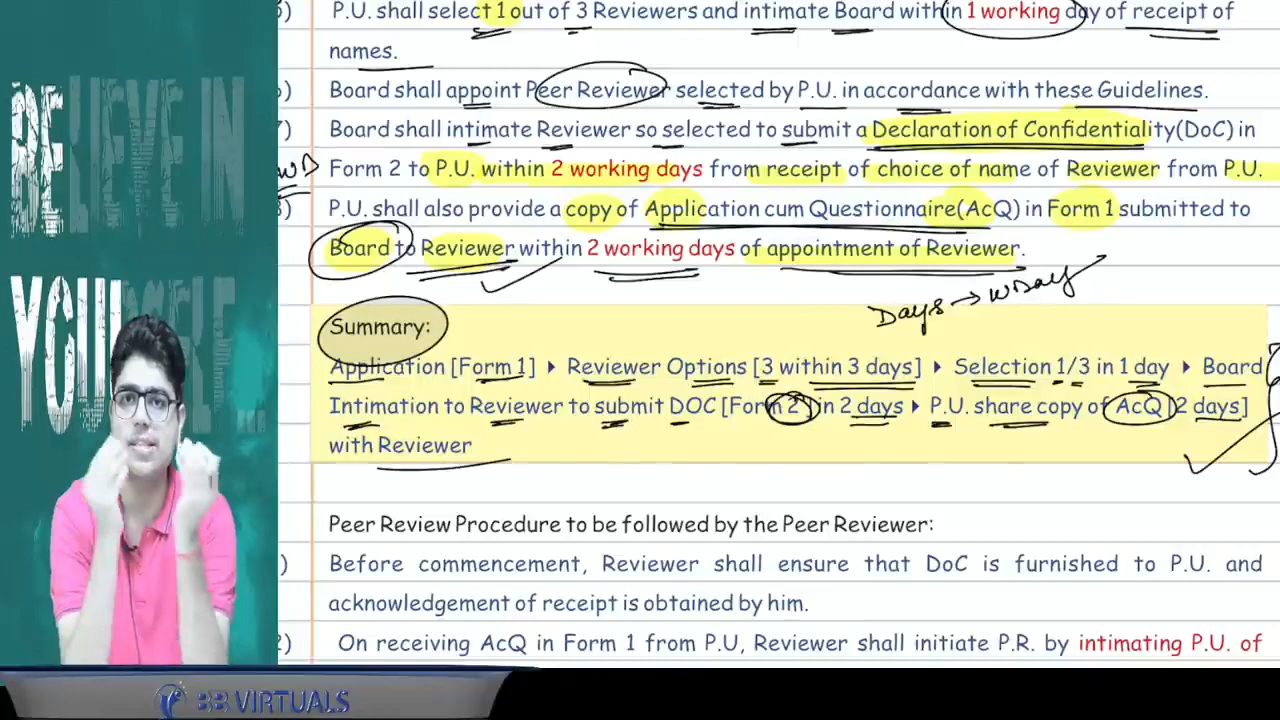 P.U. shall select 1 out of 3 Reviewers and intimate Board within 1 working day of receipt of
names.
) Board shall appoint Peer Reviewer selected by P.U. in accordance with these Guidelines.
7) Board shall intimate Reviewer so selected to submit a Declaration of Confidentiality(DoC) in
Form 2 to P.U. within 2 working days from receipt of choice of name of Reviewer from P.U.
WD
) P.U. shall also provide a copy of Application cum Questionnaire(AcQ) in Form 1 submitted to
Board to Reviewer within 2 working days of appointment of Reviewer.
Days → WDay
Summary:
Application [Form 1] ▸ Reviewer Options [3 within 3 days] ▸ Selection 1/3 in 1 day ▸ Board
Intimation to Reviewer to submit DOC [Form 2] in 2 days ▸ P.U. share copy of AcQ [2 days]
with Reviewer
Peer Review Procedure to be followed by the Peer Reviewer:
) Before commencement, Reviewer shall ensure that DoC is furnished to P.U. and
acknowledgement of receipt is obtained by him.
2) On receiving AcQ in Form 1 from P.U, Reviewer shall initiate P.R. by intimating P.U. of
BELIEVE IN
BB VIRTUALS